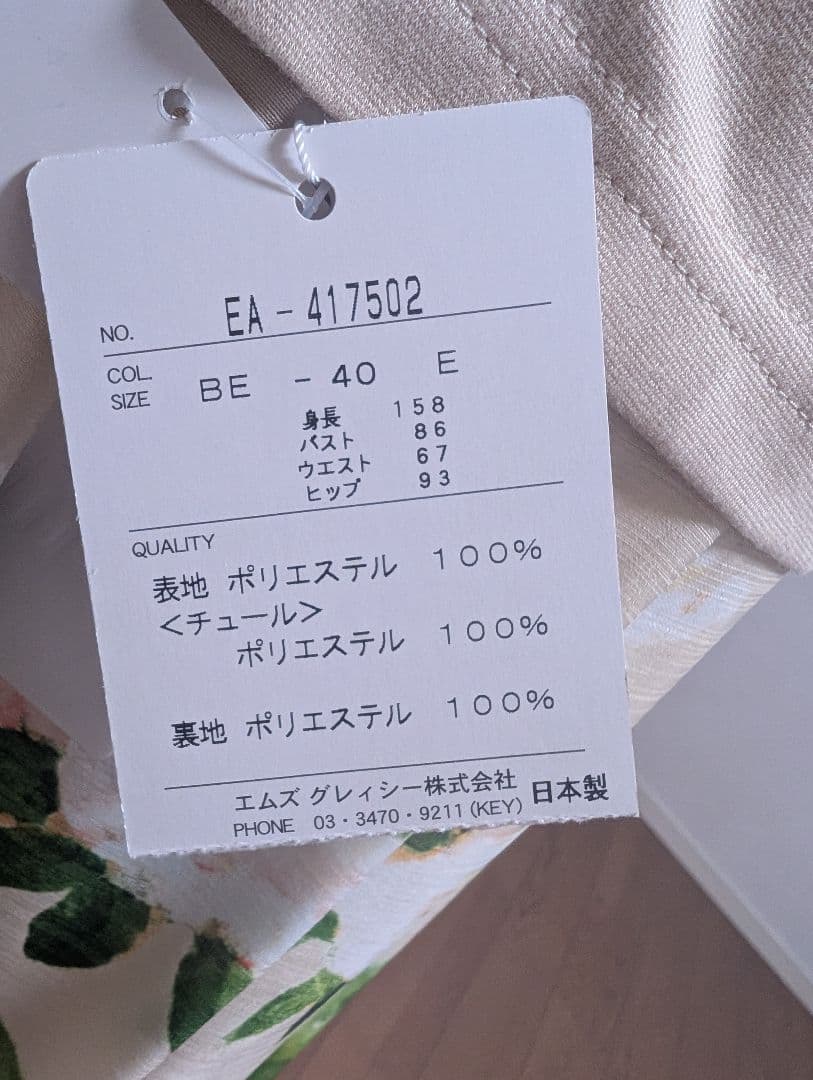 NO. EA-417502
COL.
SIZE BE -40 E
身長 158
バスト 86
ウエスト 67
ヒップ 93
QUALITY
表地 ポリエステル 100%
<チュール>
ポリエステル 100%
裏地 ポリエステル 100%
エムズ グレィシー株式会社 日本製
PHONE 03・3470・9211(KEY)